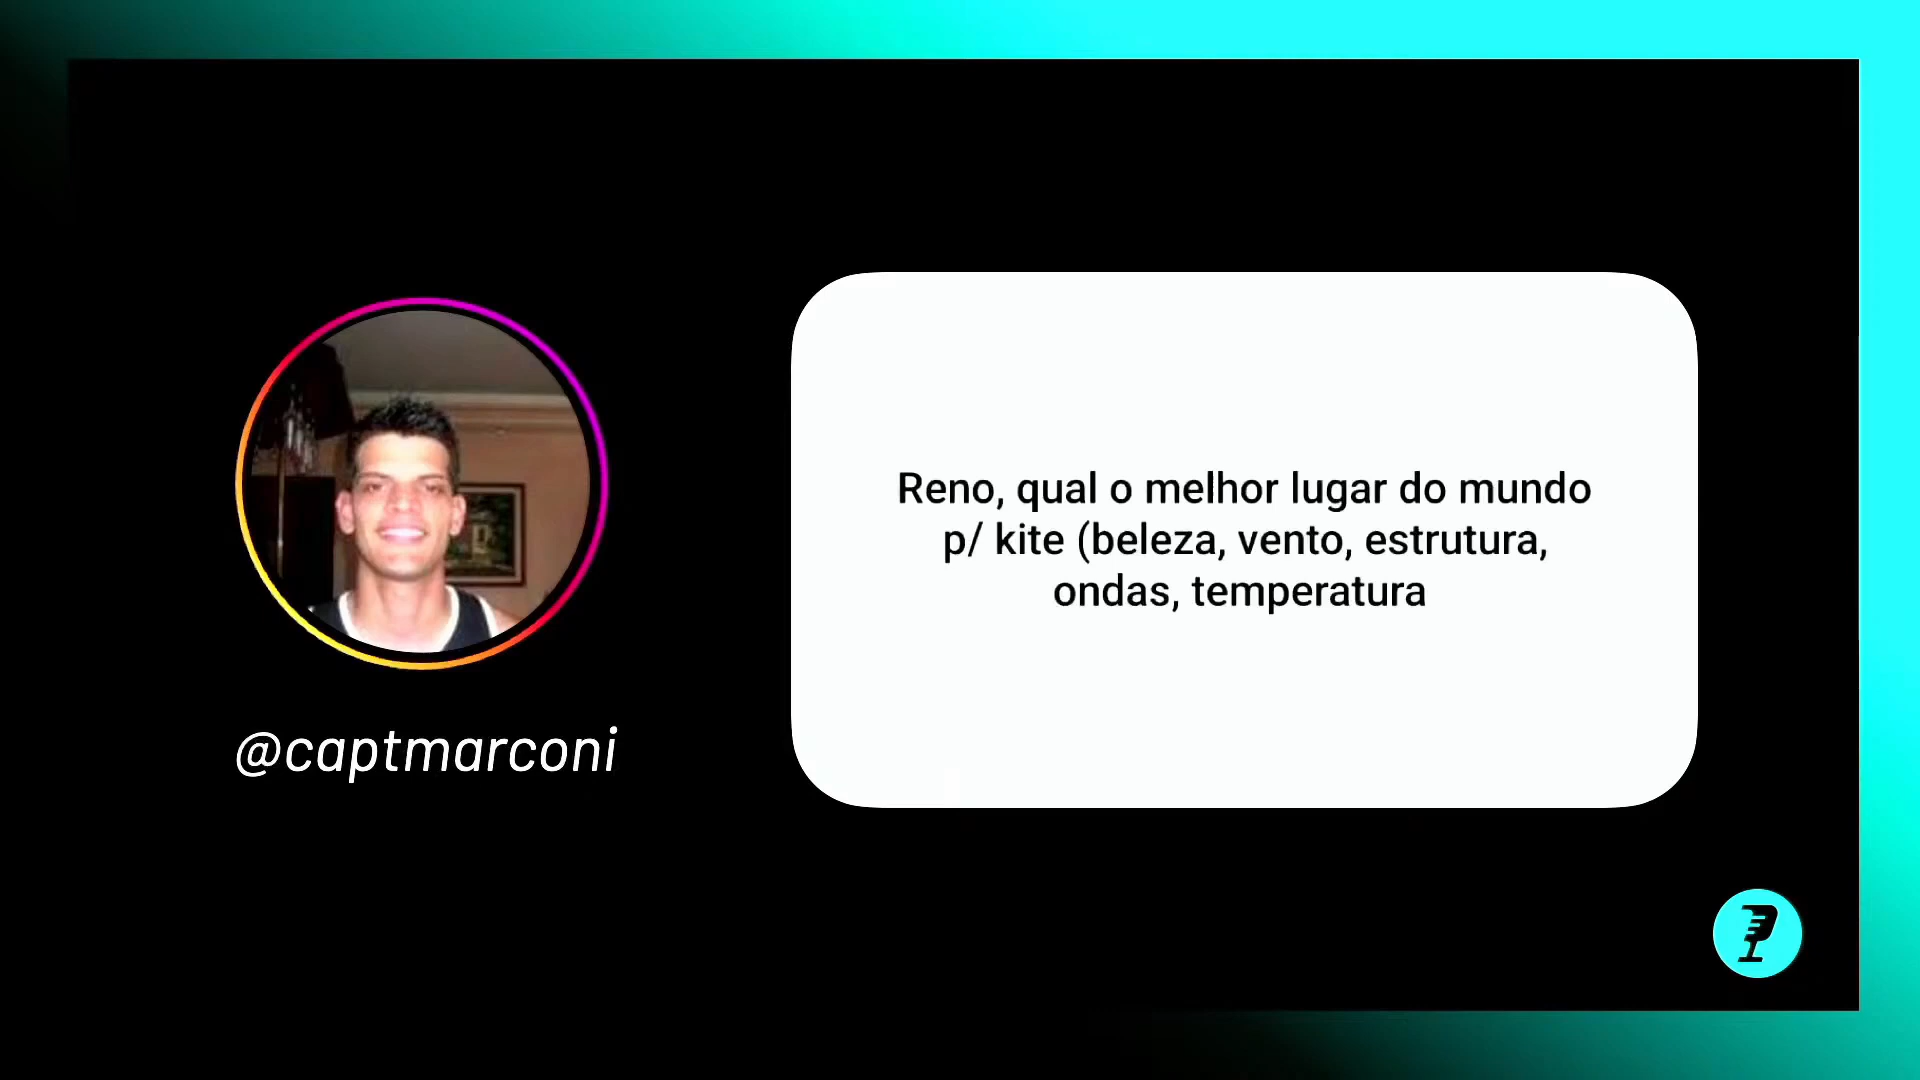 @captmarconi
Reno, qual o melhor lugar do mundo
p/ kite (beleza, vento, estrutura,
ondas, temperatura